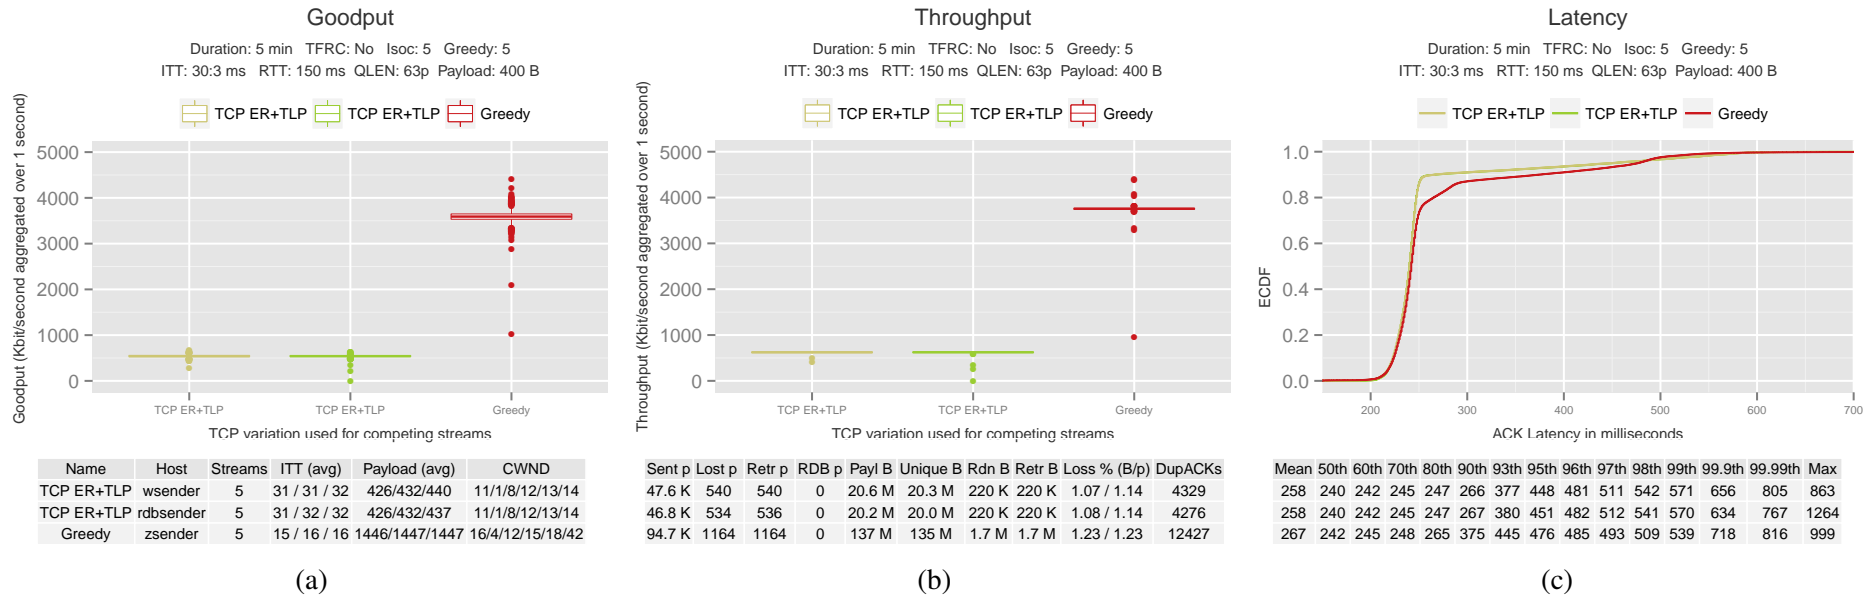 Goodput
Duration: 5 min TFRC: No Isoc: 5 Greedy: 5
ITT: 30:3 ms RTT: 150 ms QLEN: 63p Payload: 400 B
TCP ER+TLP TCP ER+TLP Greedy
Goodput (Kbit/second aggregated over 1 second)
5000
4000
3000
2000
1000
0
TCP ER+TLP TCP ER+TLP Greedy
TCP variation used for competing streams
Name Host Streams ITT (avg) Payload (avg) CWND
TCP ER+TLP wsender 5 31 / 31 / 32 426/432/440 11/1/8/12/13/14
TCP ER+TLP rdbsender 5 31 / 32 / 32 426/432/437 11/1/8/12/13/14
Greedy zsender 5 15 / 16 / 16 1446/1447/1447 16/4/12/15/18/42
(a)
Throughput
Duration: 5 min TFRC: No Isoc: 5 Greedy: 5
ITT: 30:3 ms RTT: 150 ms QLEN: 63p Payload: 400 B
TCP ER+TLP TCP ER+TLP Greedy
Throughput (Kbit/second aggregated over 1 second)
5000
4000
3000
2000
1000
0
TCP ER+TLP TCP ER+TLP Greedy
TCP variation used for competing streams
Sent p Lost p Retr p RDB p Payl B Unique B Rdn B Retr B Loss % (B/p) DupACKs
47.6 K 540 540 0 20.6 M 20.3 M 220 K 220 K 1.07 / 1.14 4329
46.8 K 534 536 0 20.2 M 20.0 M 220 K 220 K 1.08 / 1.14 4276
94.7 K 1164 1164 0 137 M 135 M 1.7 M 1.7 M 1.23 / 1.23 12427
(b)
Latency
Duration: 5 min TFRC: No Isoc: 5 Greedy: 5
ITT: 30:3 ms RTT: 150 ms QLEN: 63p Payload: 400 B
TCP ER+TLP TCP ER+TLP Greedy
ECDF
1.0
0.8
0.6
0.4
0.2
0.0
200 300 400 500 600 700
ACK Latency in milliseconds
Mean 50th 60th 70th 80th 90th 93th 95th 96th 97th 98th 99th 99.9th 99.99th Max
258 240 242 245 247 266 377 448 481 511 542 571 656 805 863
258 240 242 245 247 267 380 451 482 512 541 570 634 767 1264
267 242 245 248 265 375 445 476 485 493 509 539 718 816 999
(c)